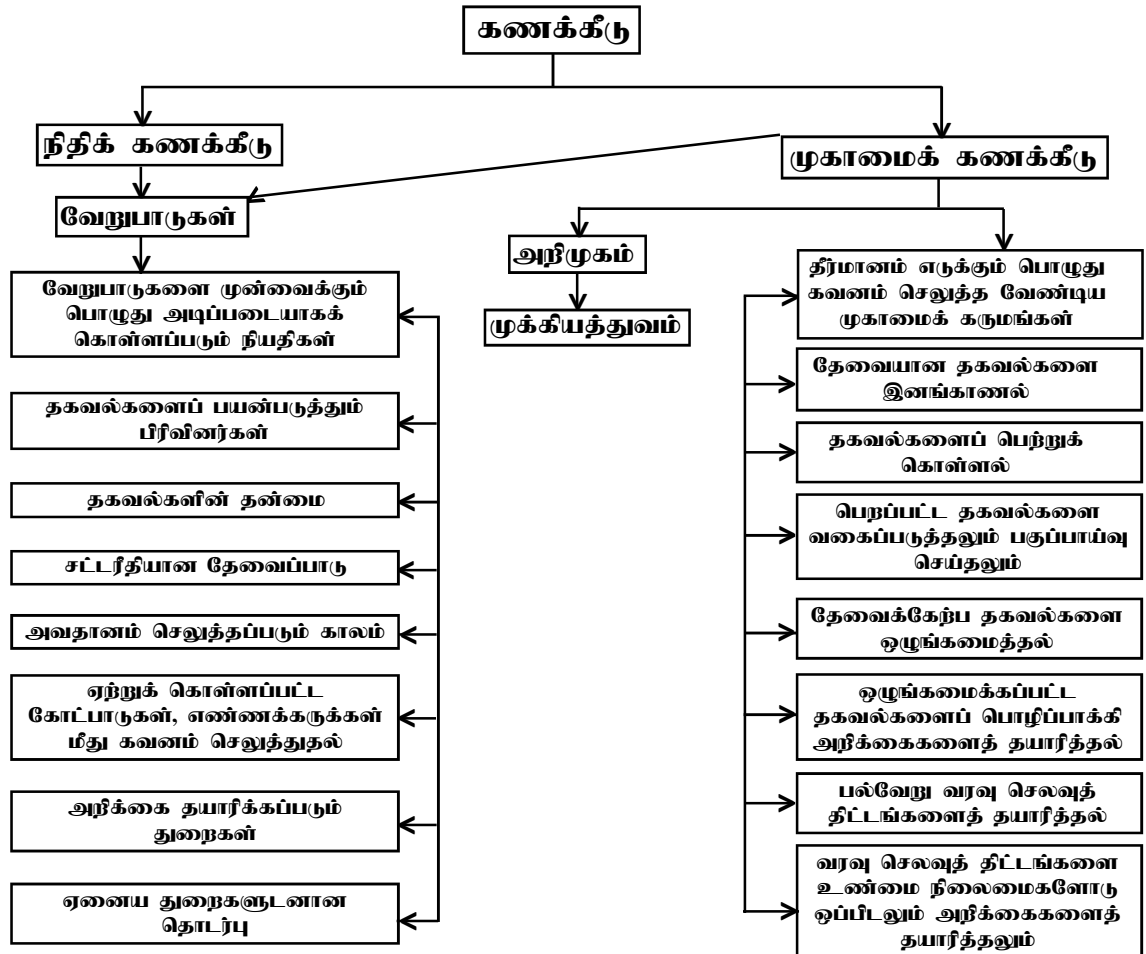 கணக்கீடு
நிதிக் கணக்கீடு
முகாமைக் கணக்கீடு
வேறுபாடுகள்
அறிமுகம்
முக்கியத்துவம்
வேறுபாடுகளை முன்வைக்கும்
பொழுது அடிப்படையாகக்
கொள்ளப்படும் நியதிகள்
தகவல்களைப் பயன்படுத்தும்
பிரிவினர்கள்
தகவல்களின் தன்மை
சட்டரீதியான தேவைப்பாடு
அவதானம் செலுத்தப்படும் காலம்
ஏற்றுக் கொள்ளப்பட்ட
கோட்பாடுகள், எண்ணக்கருக்கள்
மீது கவனம் செலுத்துதல்
அறிக்கை தயாரிக்கப்படும்
துறைகள்
ஏனைய துறைகளுடனான
தொடர்பு
தீர்மானம் எடுக்கும் பொழுது
கவனம் செலுத்த வேண்டிய
முகாமைக் கருமங்கள்
தேவையான தகவல்களை
இனங்காணல்
தகவல்களைப் பெற்றுக்
கொள்ளல்
பெறப்பட்ட தகவல்களை
வகைப்படுத்தலும் பகுப்பாய்வு
செய்தலும்
தேவைக்கேற்ப தகவல்களை
ஒழுங்கமைத்தல்
ஒழுங்கமைக்கப்பட்ட
தகவல்களைப் பொழிப்பாக்கி
அறிக்கைகளைத் தயாரித்தல்
பல்வேறு வரவு செலவுத்
திட்டங்களைத் தயாரித்தல்
வரவு செலவுத் திட்டங்களை
உண்மை நிலைமைகளோடு
ஒப்பிடலும் அறிக்கைகளைத்
தயாரித்தலும்